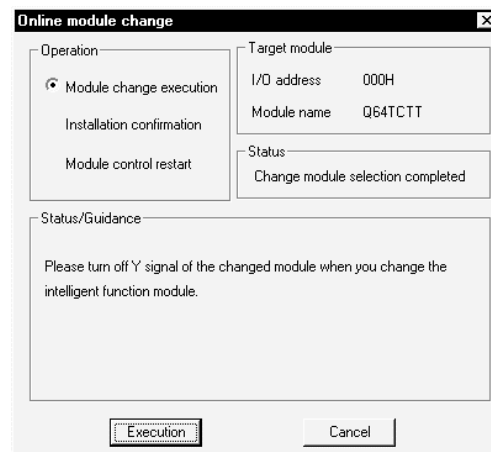 Online module change
Operation
Module change execution
Installation confirmation
Module control restart
Target module
I/O address 000H
Module name Q64TCTT
Status
Change module selection completed
Status/Guidance
Please turn off Y signal of the changed module when you change the
intelligent function module.
Execution
Cancel